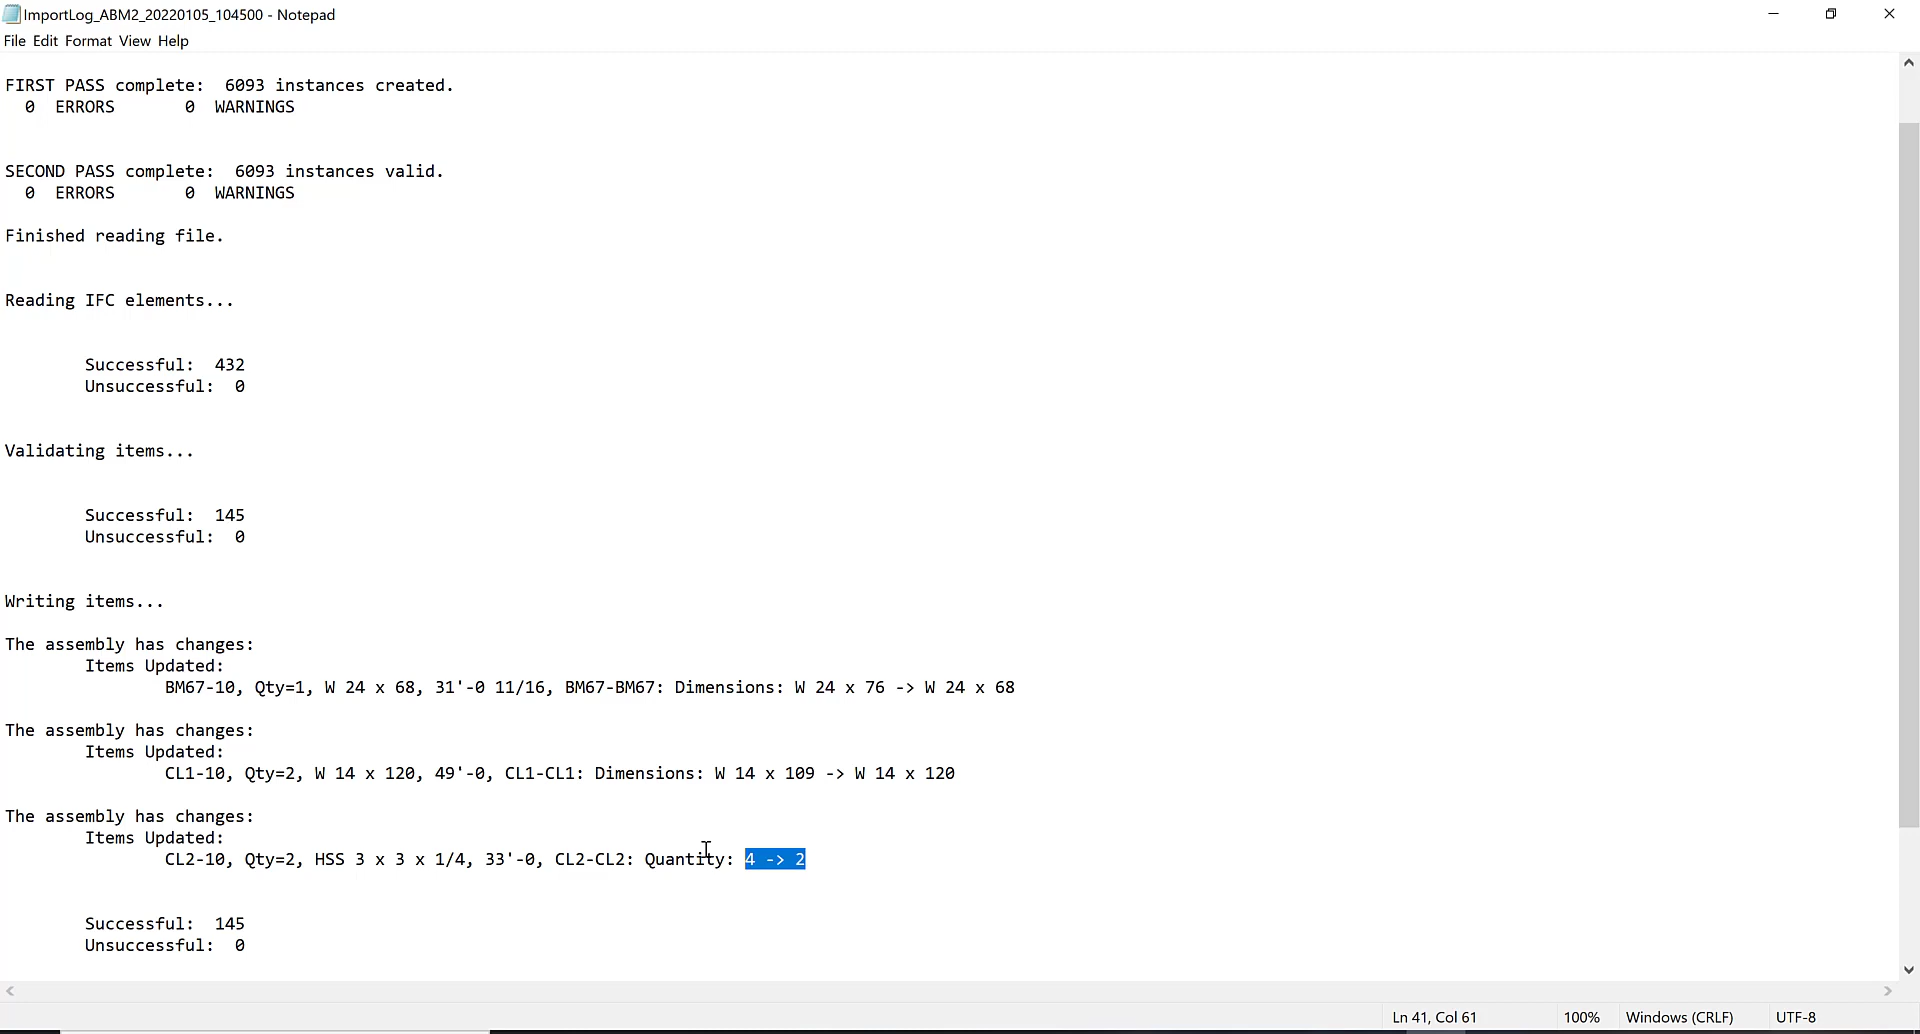 ImportLog_ABM2_20220105_104500 - Notepad
File Edit Format View Help
FIRST PASS complete:  6093 instances created.
  0  ERRORS       0  WARNINGS
SECOND PASS complete:  6093 instances valid.
  0  ERRORS       0  WARNINGS
Finished reading file.
Reading IFC elements...
Successful:  432
Unsuccessful:  0
Validating items...
Successful:  145
Unsuccessful:  0
Writing items...
The assembly has changes:
Items Updated:
BM67-10, Qty=1, W 24 x 68, 31'-0 11/16, BM67-BM67: Dimensions: W 24 x 76 -> W 24 x 68
The assembly has changes:
Items Updated:
CL1-10, Qty=2, W 14 x 120, 49'-0, CL1-CL1: Dimensions: W 14 x 109 -> W 14 x 120
The assembly has changes:
Items Updated:
CL2-10, Qty=2, HSS 3 x 3 x 1/4, 33'-0, CL2-CL2: Quantity: 4 -> 2
Successful:  145
Unsuccessful:  0
Ln 41, Col 61 100% Windows (CRLF) UTF-8